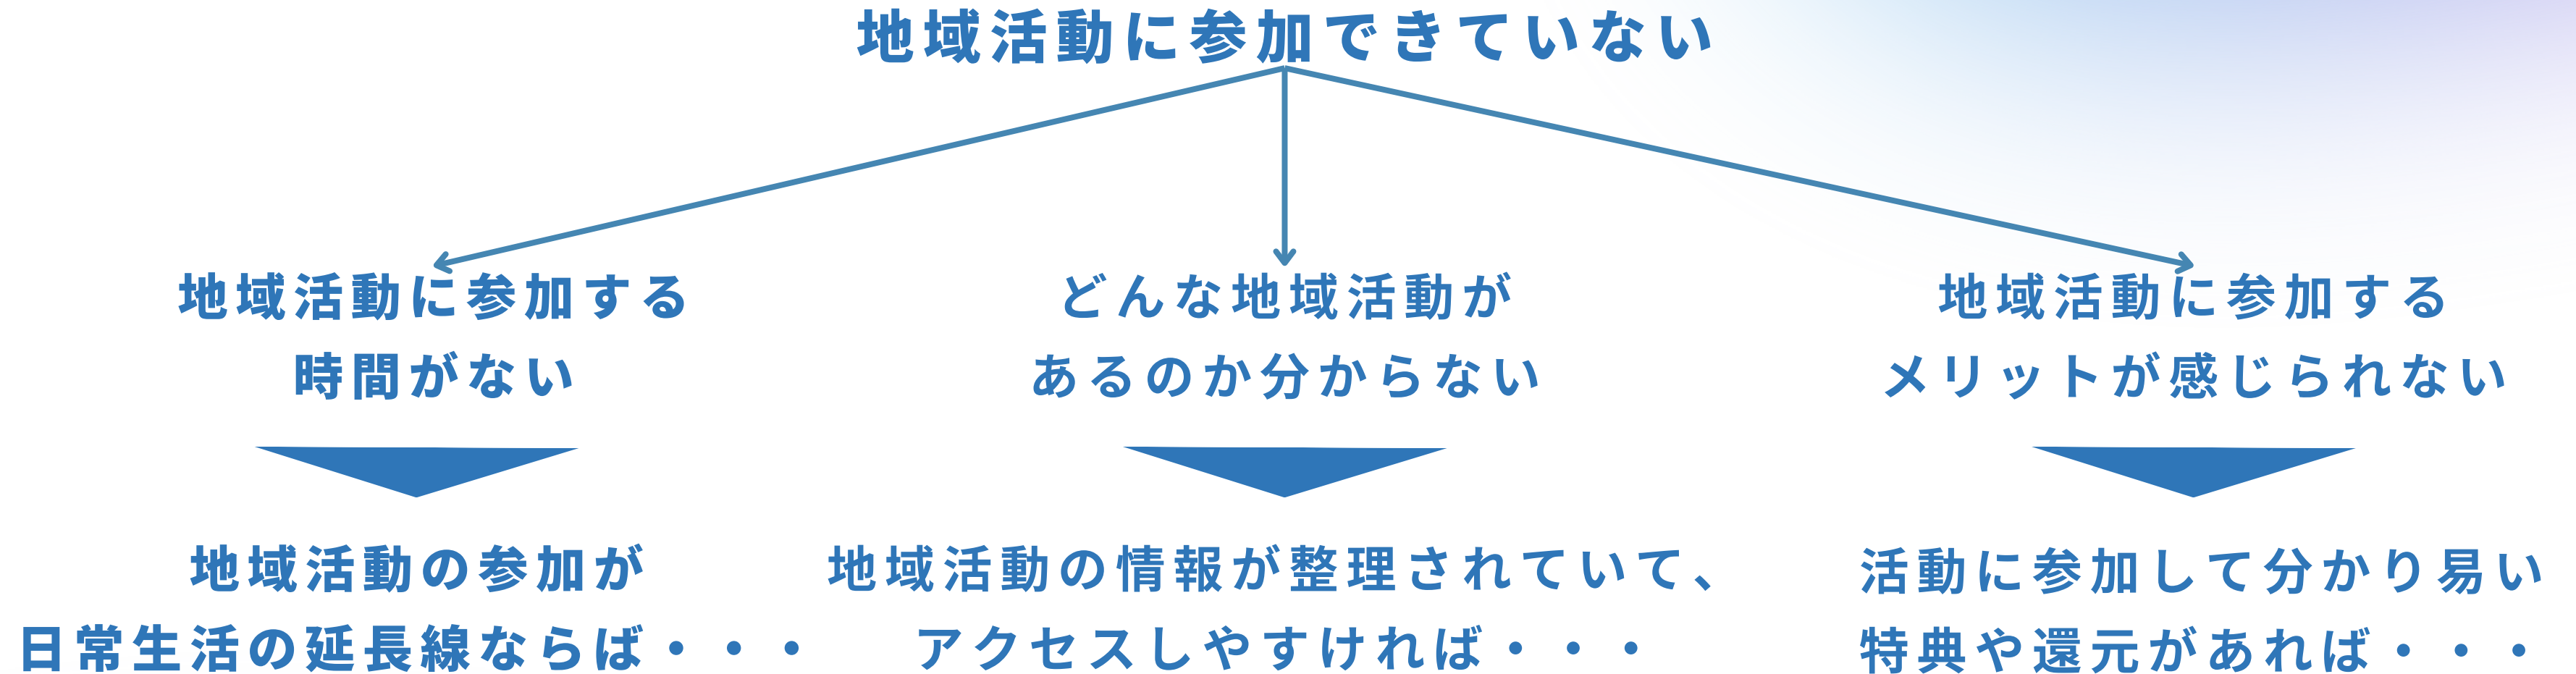 地域活動に参加できていない
地域活動に参加する
時間がない
どんな地域活動が
あるのか分からない
地域活動に参加する
メリットが感じられない
地域活動の参加が
日常生活の延長線ならば・・・
地域活動の情報が整理されていて、
アクセスしやすければ・・・
活動に参加して分かり易い
特典や還元があれば・・・